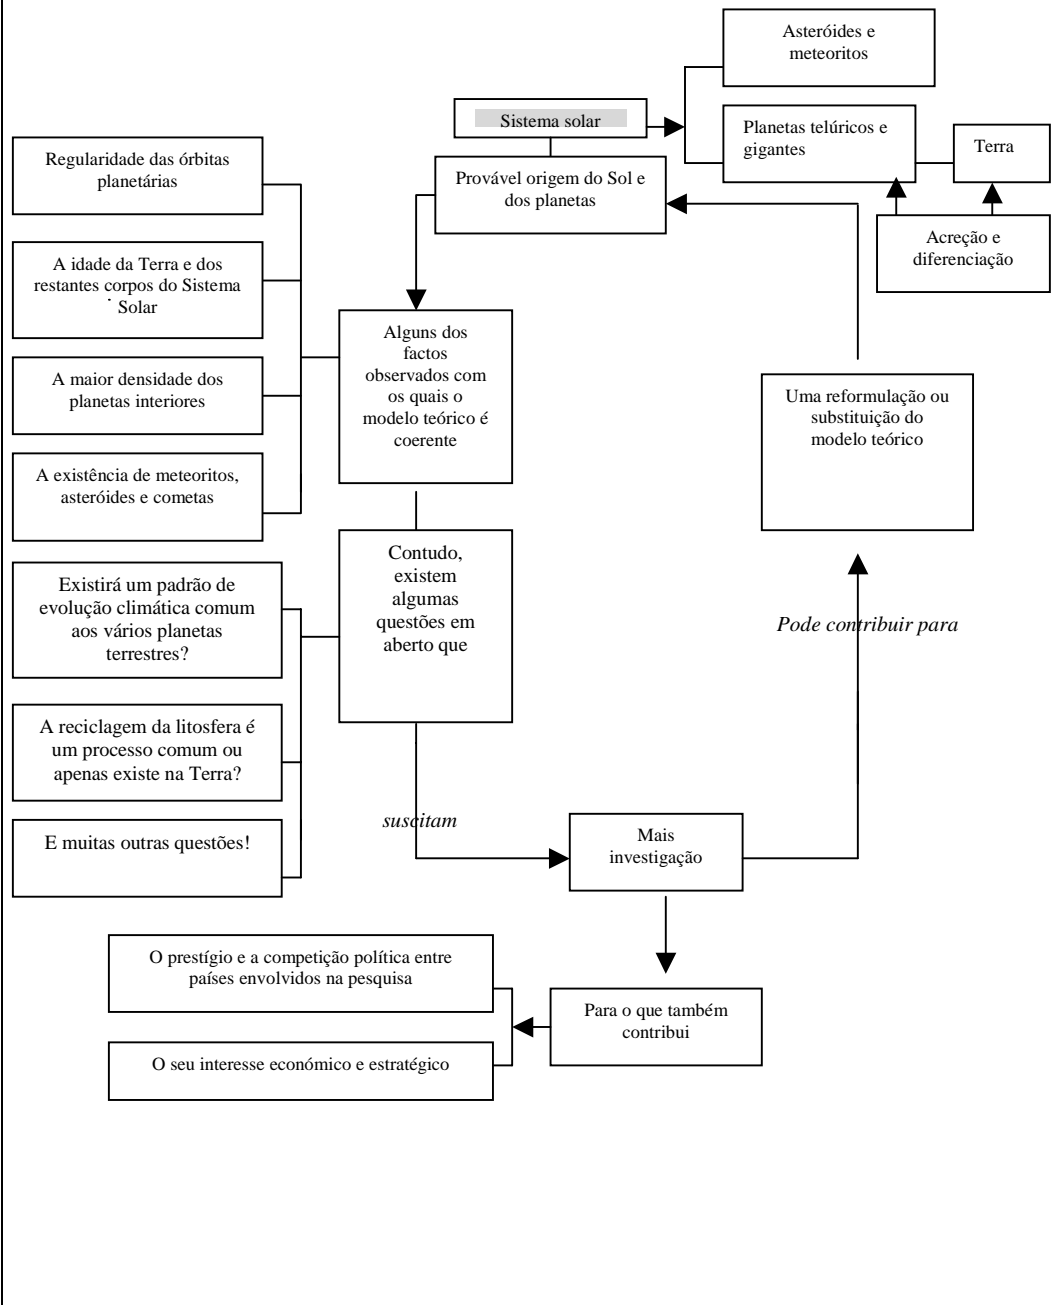 Asteróides e
meteoritos
Sistema solar
Planetas telúricos e
gigantes
Terra
Regularidade das órbitas
planetárias
Provável origem do Sol e
dos planetas
Acreção e
diferenciação
A idade da Terra e dos
restantes corpos do Sistema
Solar
Alguns dos
factos
observados com
os quais o
modelo teórico é
coerente
A maior densidade dos
planetas interiores
Uma reformulação ou
substituição do
modelo teórico
A existência de meteoritos,
asteróides e cometas
Contudo,
existem
algumas
questões em
aberto que
Existirá um padrão de
evolução climática comum
aos vários planetas
terrestres?
Pode contribuir para
A reciclagem da litosfera é
um processo comum ou
apenas existe na Terra?
suscitam
E muitas outras questões!
Mais
investigação
O prestígio e a competição política entre
países envolvidos na pesquisa
Para o que também
contribui
O seu interesse económico e estratégico